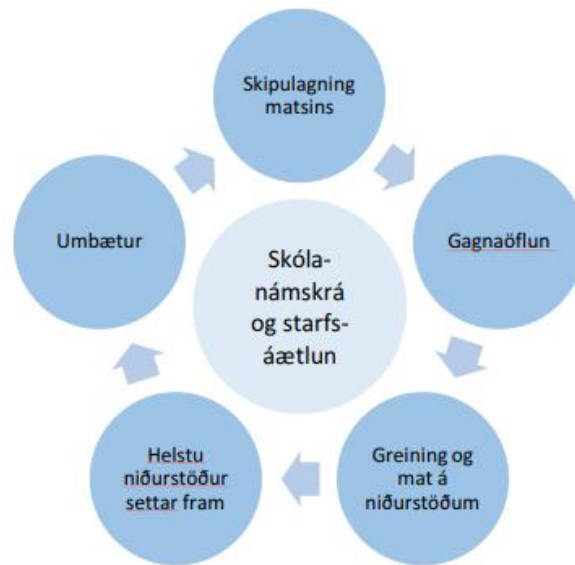 Skipulagning
matsins
Gagnaöflun
Greining og
mat á
niðurstöðum
Helstu
niðurstöður
settar fram
Umbætur
Skóla-
námskrá
og starfs-
áætlun